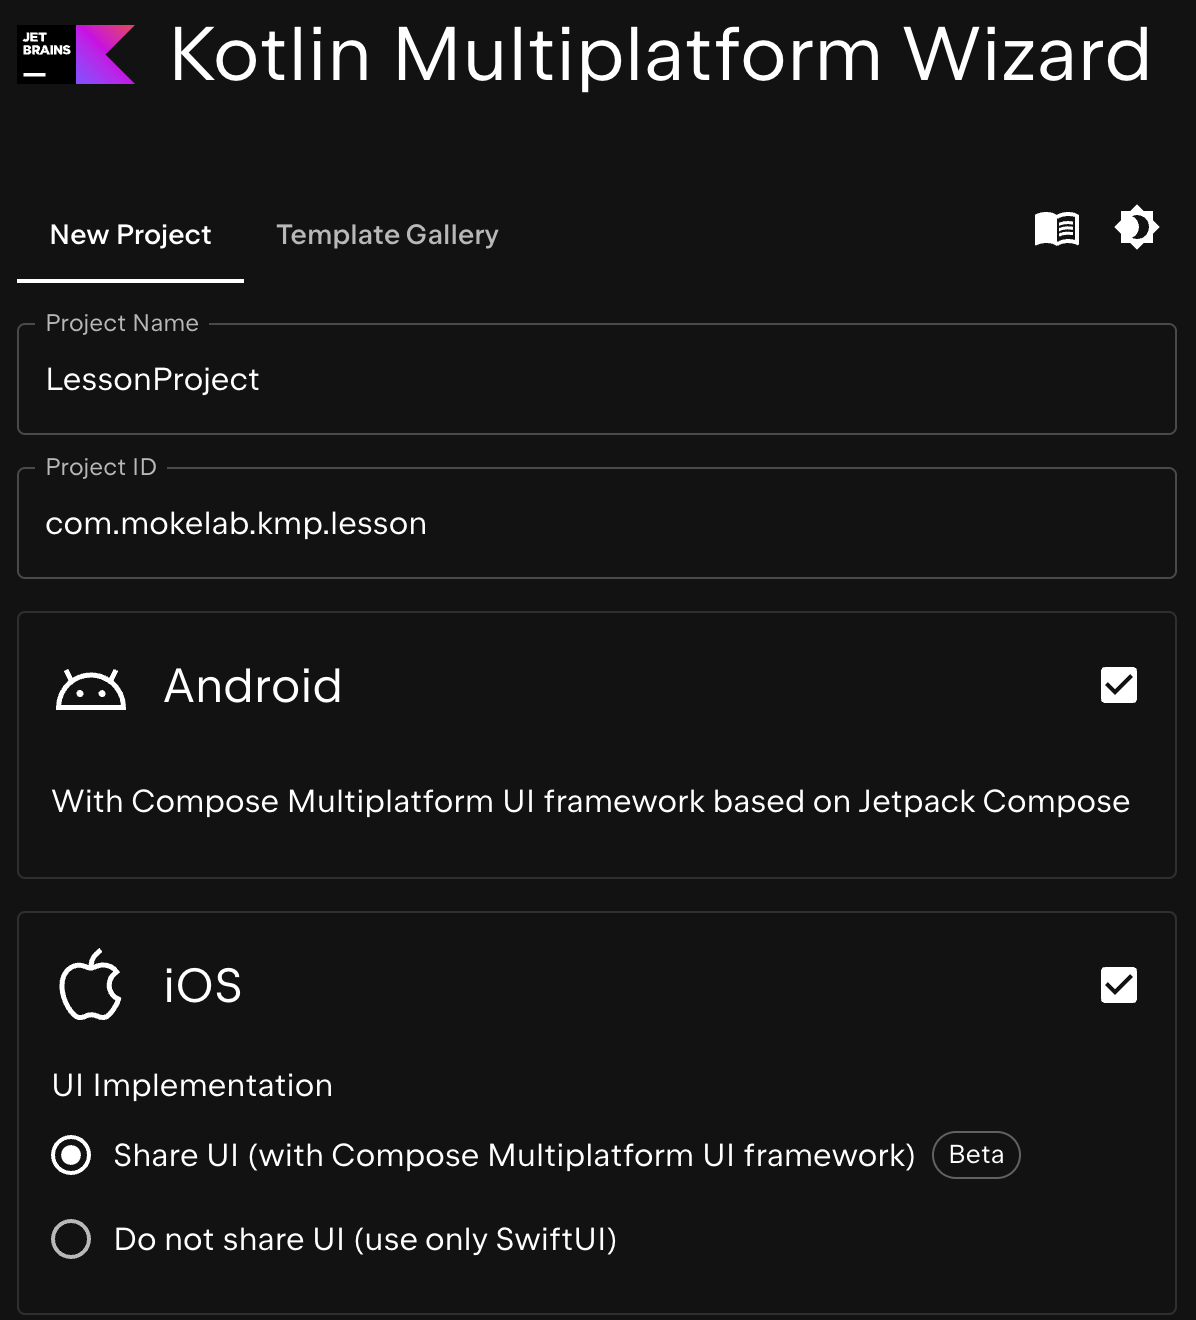 JET
BRAINS
Kotlin Multiplatform Wizard
New Project
Template Gallery
Project Name
LessonProject
Project ID
com.mokelab.kmp.lesson
Android
With Compose Multiplatform UI framework based on Jetpack Compose
iOS
UI Implementation
Share UI (with Compose Multiplatform UI framework) Beta
Do not share UI (use only SwiftUI)